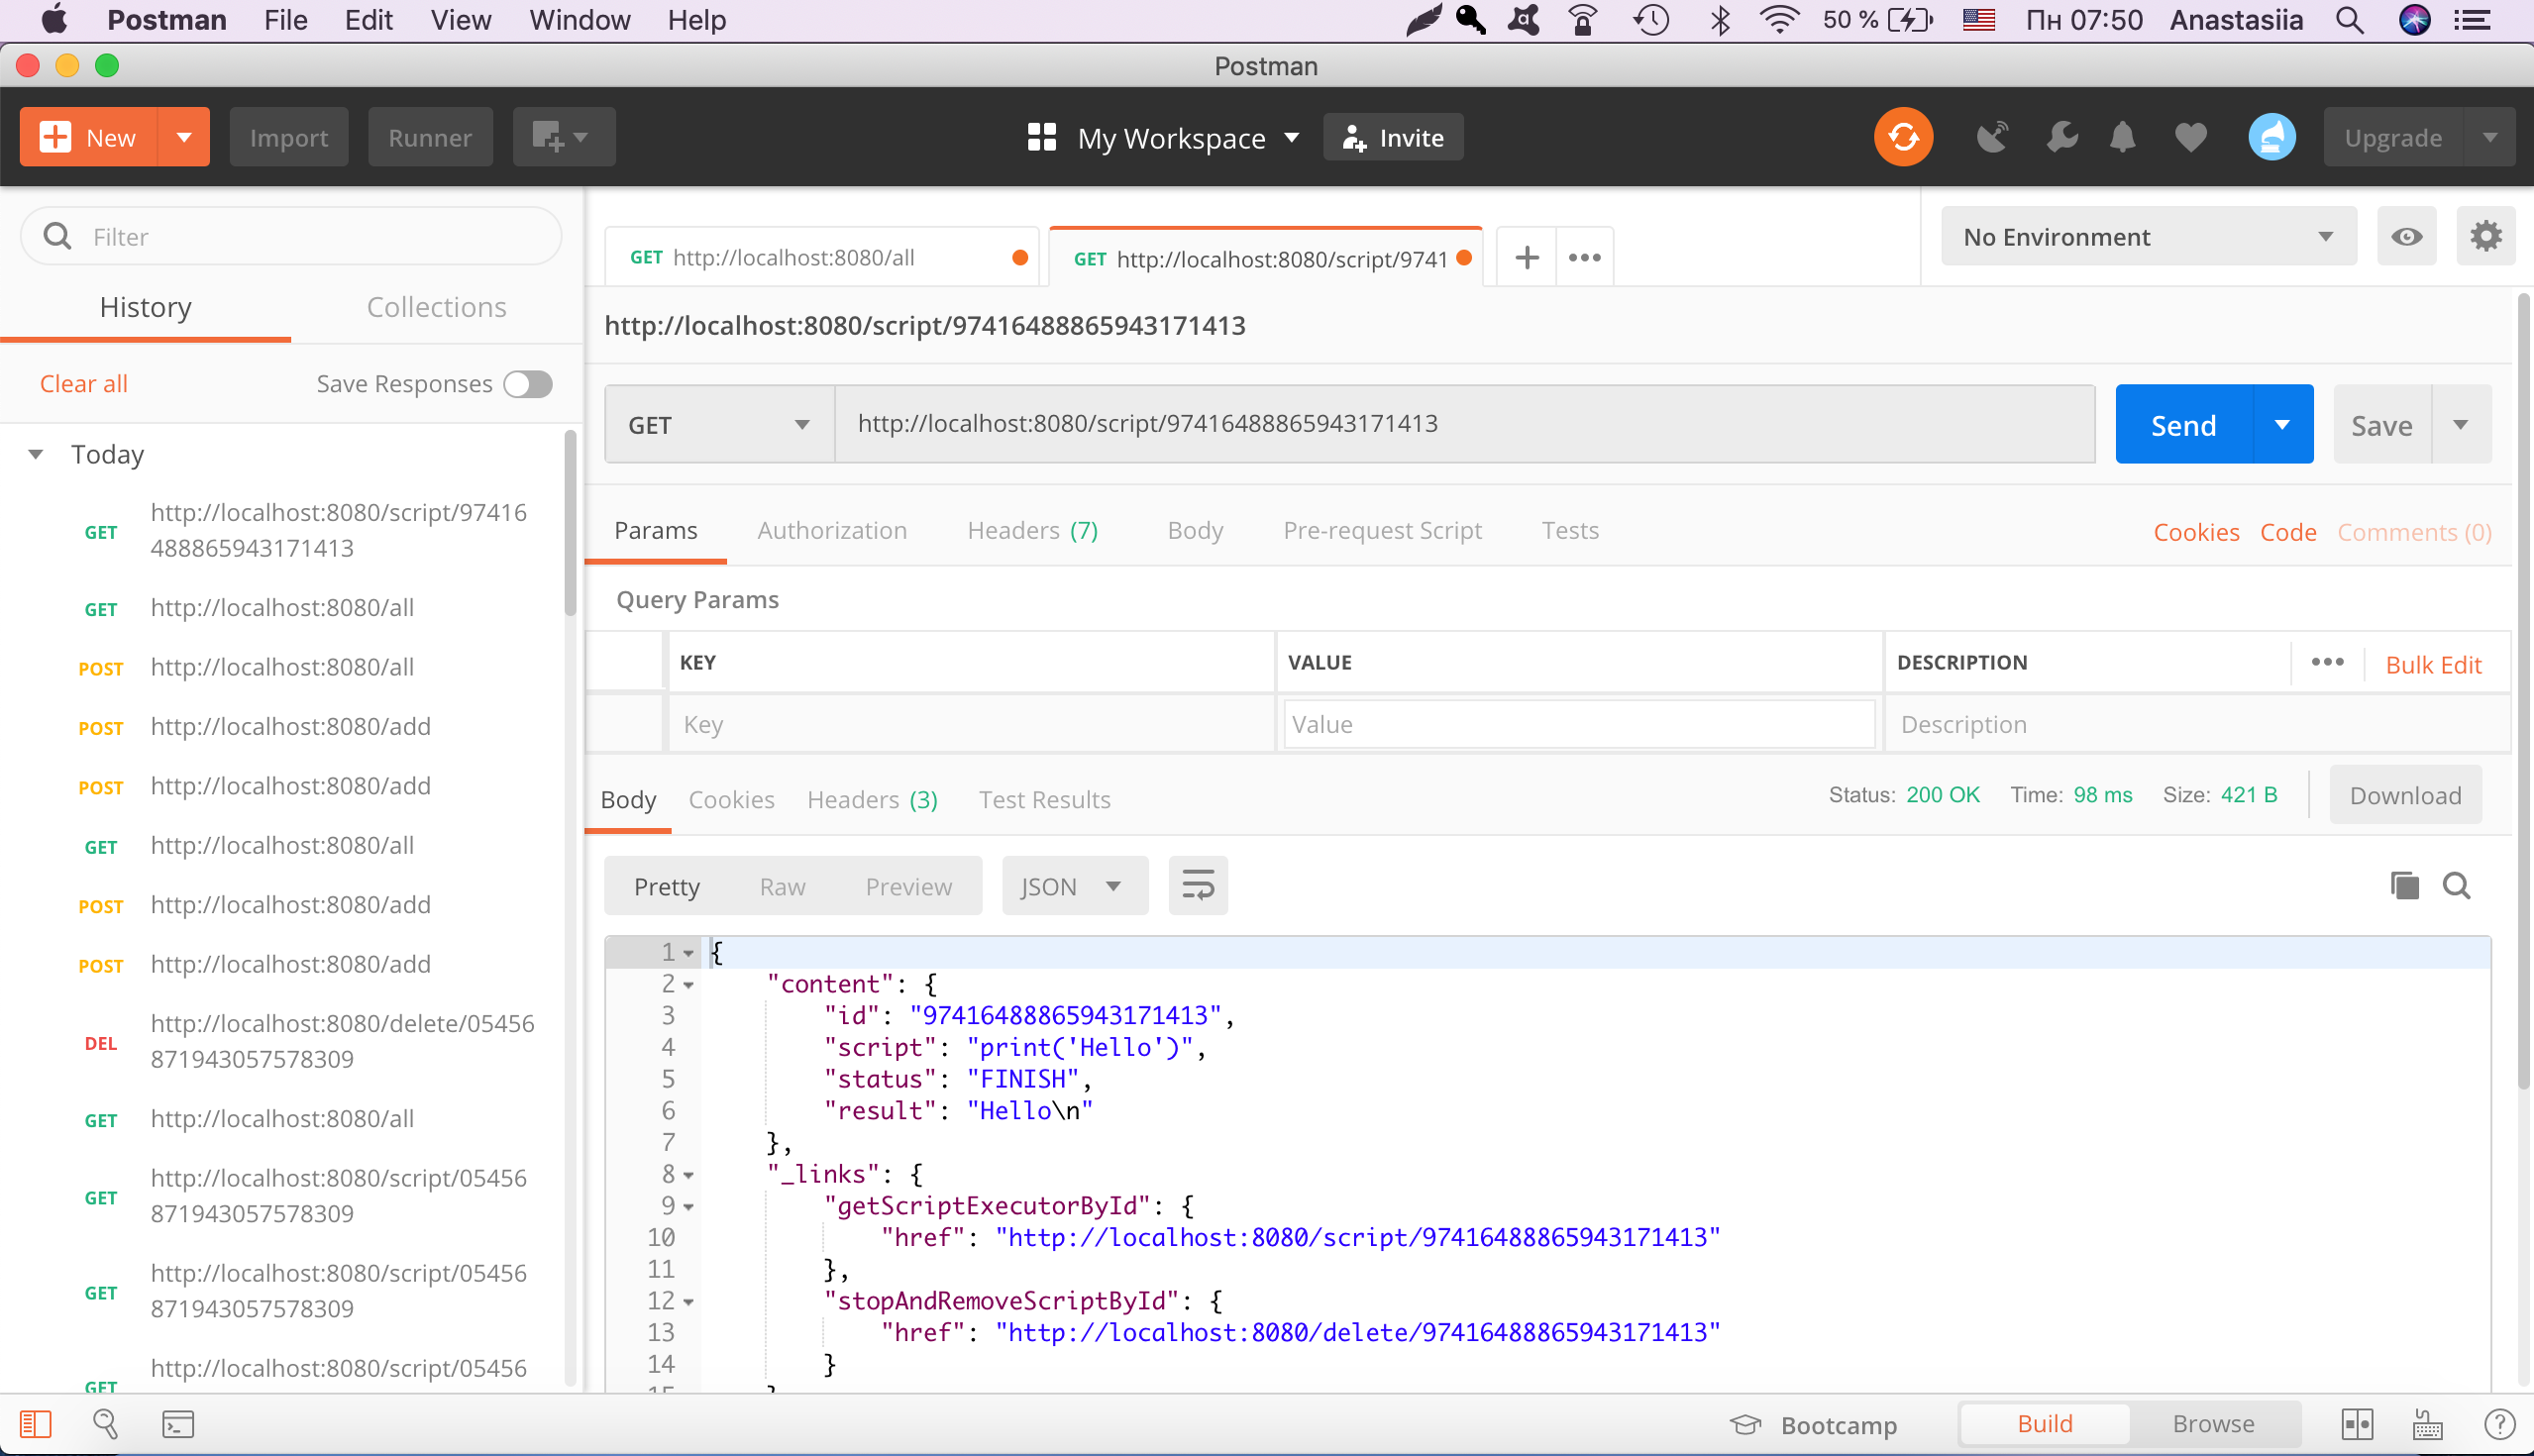 Postman File Edit View Window Help 50 % Пн 07:50 Anastasiia
Postman
New Import Runner My Workspace Invite Upgrade
Filter
History Collections
Clear all Save Responses
Today
GET http://localhost:8080/script/97416
488865943171413
GET http://localhost:8080/all
POST http://localhost:8080/all
POST http://localhost:8080/add
POST http://localhost:8080/add
GET http://localhost:8080/all
POST http://localhost:8080/add
POST http://localhost:8080/add
DEL http://localhost:8080/delete/05456
871943057578309
GET http://localhost:8080/all
GET http://localhost:8080/script/05456
871943057578309
GET http://localhost:8080/script/05456
871943057578309
GET http://localhost:8080/script/05456
GET http://localhost:8080/all GET http://localhost:8080/script/9741
No Environment
http://localhost:8080/script/97416488865943171413
GET http://localhost:8080/script/97416488865943171413 Send Save
Params Authorization Headers (7) Body Pre-request Script Tests Cookies Code Comments (0)
Query Params
KEY VALUE DESCRIPTION Bulk Edit
Key Value Description
Body Cookies Headers (3) Test Results Status: 200 OK Time: 98 ms Size: 421 B Download
Pretty Raw Preview JSON
1 {
2 "content": {
3 "id": "97416488865943171413",
4 "script": "print('Hello')",
5 "status": "FINISH",
6 "result": "Hello\n"
7 },
8 "_links": {
9 "getScriptExecutorById": {
10 "href": "http://localhost:8080/script/97416488865943171413"
11 },
12 "stopAndRemoveScriptById": {
13 "href": "http://localhost:8080/delete/97416488865943171413"
14 }
15 }
Bootcamp Build Browse